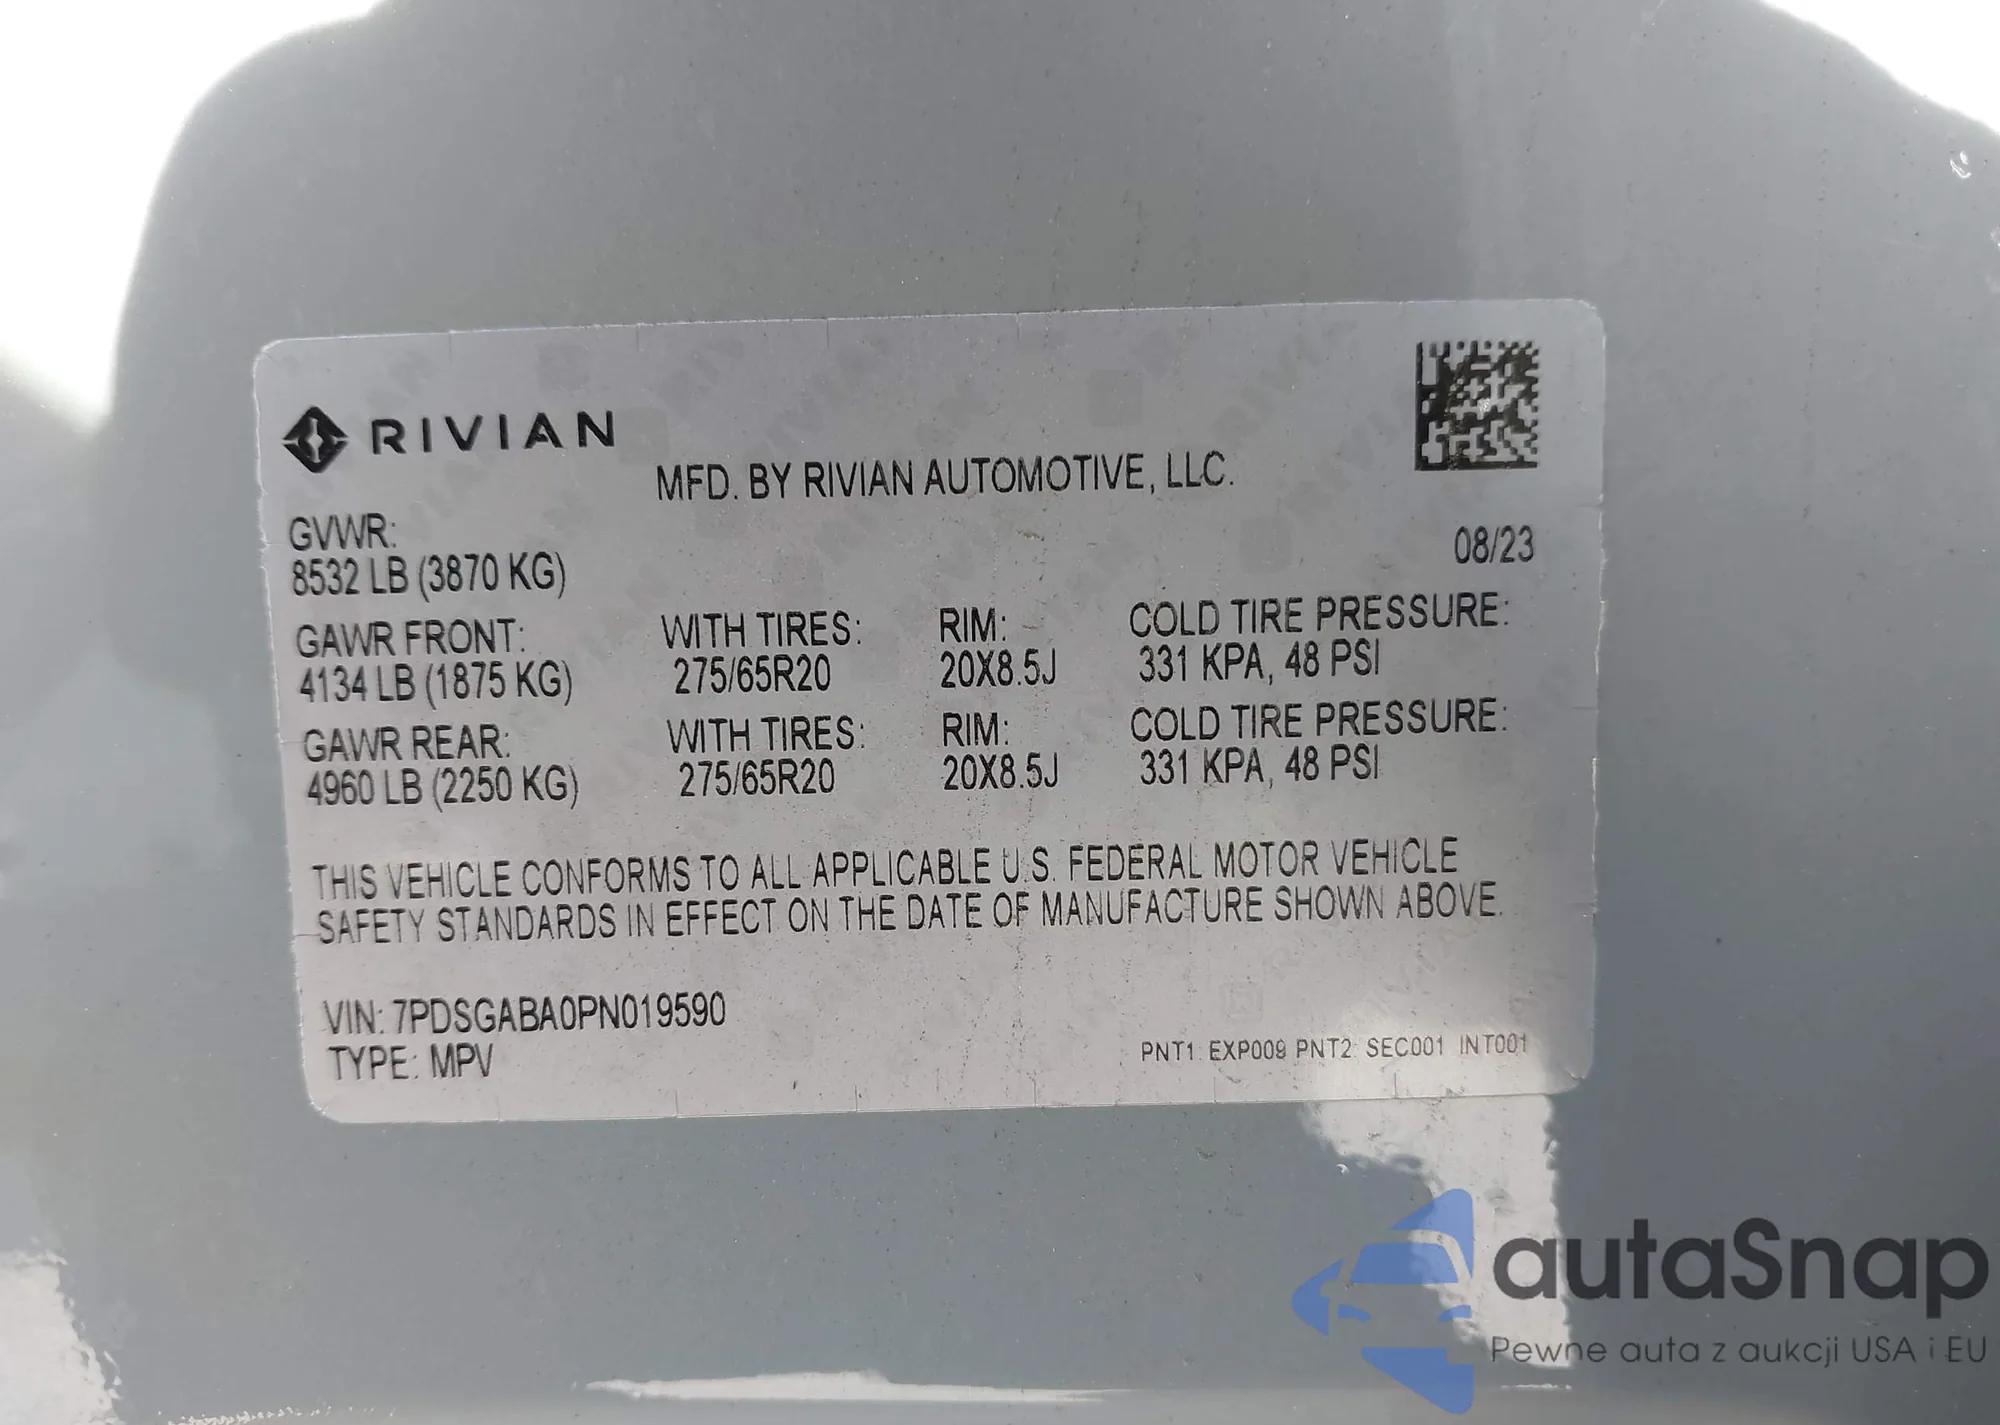 RIVIAN
MFD. BY RIVIAN AUTOMOTIVE, LLC.
GVWR:
8532 LB (3870 KG)
08/23
GAWR FRONT: WITH TIRES: RIM: COLD TIRE PRESSURE:
4134 LB (1875 KG) 275/65R20 20X8.5J 331 KPA, 48 PSI
GAWR REAR: WITH TIRES: RIM: COLD TIRE PRESSURE:
4960 LB (2250 KG) 275/65R20 20X8.5J 331 KPA, 48 PSI
THIS VEHICLE CONFORMS TO ALL APPLICABLE U.S. FEDERAL MOTOR VEHICLE
SAFETY STANDARDS IN EFFECT ON THE DATE OF MANUFACTURE SHOWN ABOVE.
VIN: 7PDSGABA0PN019590
TYPE: MPV
PNT1: EXP009 PNT2: SEC001 INT001
autaSnap
Pewne auta z aukcji USA i EU